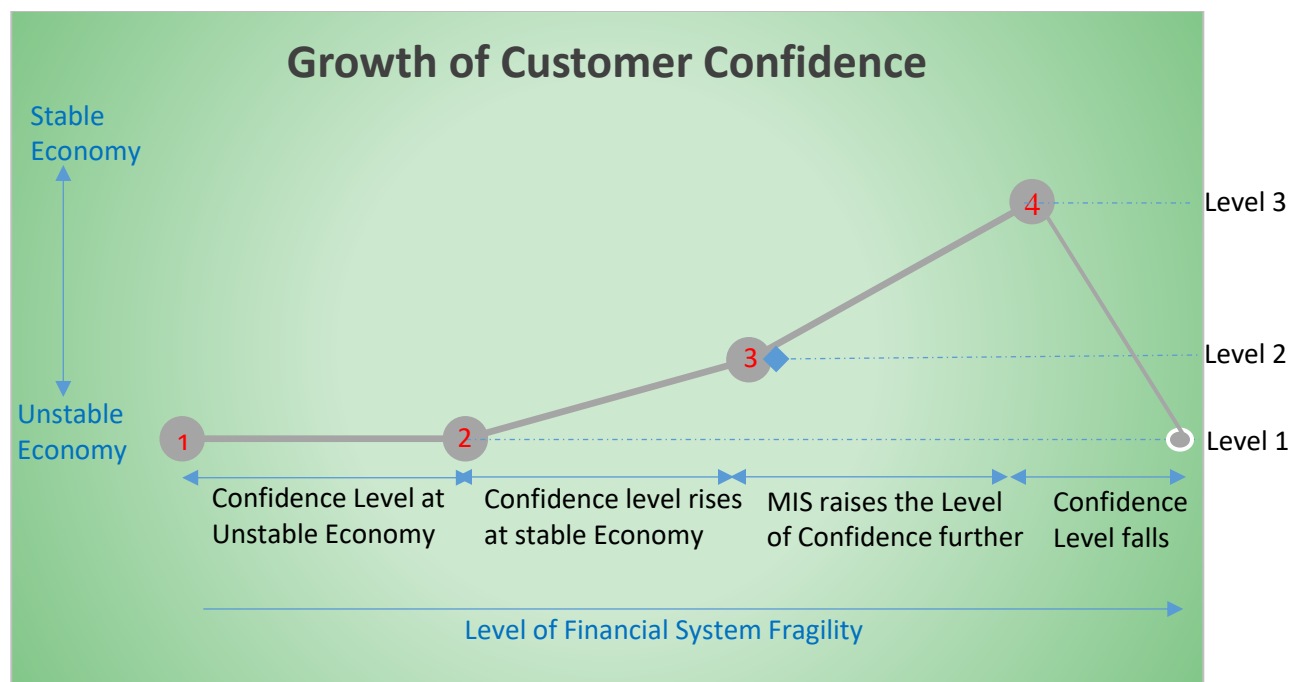 Growth of Customer Confidence
Stable
Economy
4
Level 3
3
Level 2
Unstable
Economy
1
2
Level 1
Confidence Level at
Unstable Economy
Confidence level rises
at stable Economy
MIS raises the Level
of Confidence further
Confidence
Level falls
Level of Financial System Fragility